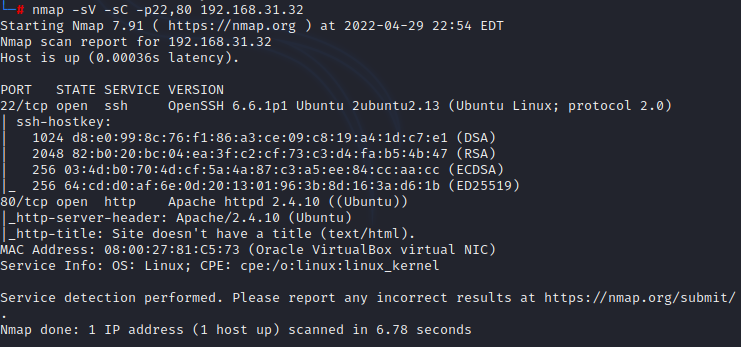 └─# nmap -sV -sC -p22,80 192.168.31.32
Starting Nmap 7.91 ( https://nmap.org ) at 2022-04-29 22:54 EDT
Nmap scan report for 192.168.31.32
Host is up (0.00036s latency).

PORT   STATE SERVICE VERSION
22/tcp open  ssh     OpenSSH 6.6.1p1 Ubuntu 2ubuntu2.13 (Ubuntu Linux; protocol 2.0)
| ssh-hostkey:
|   1024 d8:e0:99:8c:76:f1:86:a3:ce:09:c8:19:a4:1d:c7:e1 (DSA)
|   2048 82:b0:20:bc:04:ea:3f:c2:cf:73:c3:d4:fa:b5:4b:47 (RSA)
|   256 03:4d:b0:70:4d:cf:5a:4a:87:c3:a5:ee:84:cc:aa:cc (ECDSA)
|_  256 64:cd:d0:af:6e:0d:20:13:01:96:3b:8d:16:3a:d6:1b (ED25519)
80/tcp open  http    Apache httpd 2.4.10 ((Ubuntu))
|_http-server-header: Apache/2.4.10 (Ubuntu)
|_http-title: Site doesn't have a title (text/html).
MAC Address: 08:00:27:81:C5:73 (Oracle VirtualBox virtual NIC)
Service Info: OS: Linux; CPE: cpe:/o:linux:linux_kernel

Service detection performed. Please report any incorrect results at https://nmap.org/submit/
.
Nmap done: 1 IP address (1 host up) scanned in 6.78 seconds